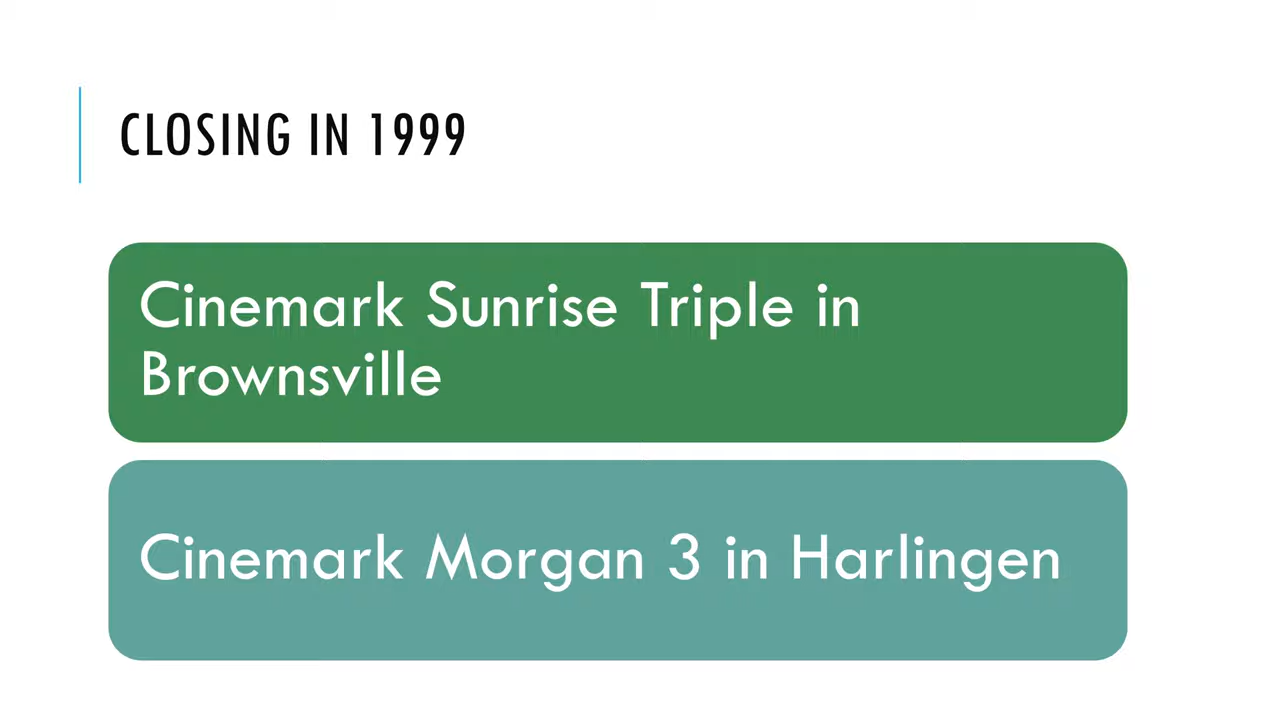 CLOSING IN 1999
Cinemark Sunrise Triple in
Brownsville
Cinemark Morgan 3 in Harlingen